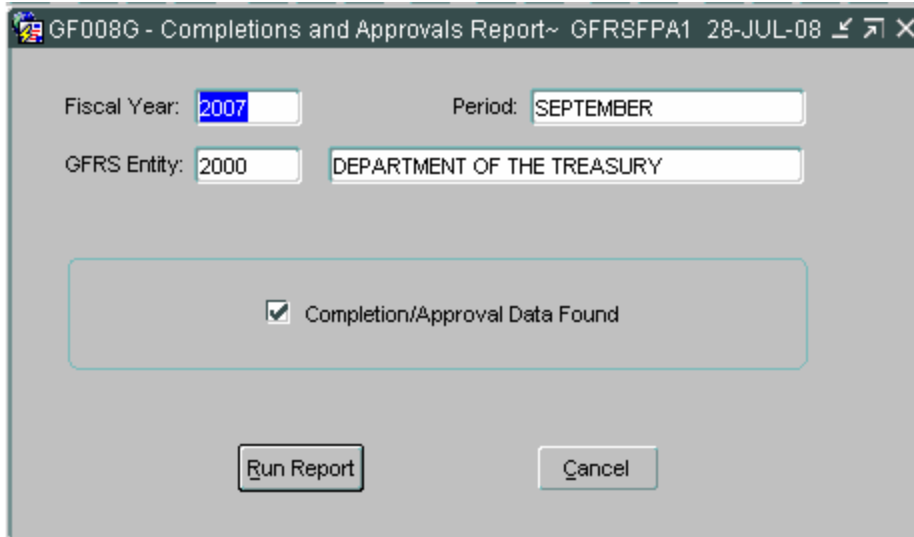 GF008G - Completions and Approvals Report~ GFRSFPA1 28-JUL-08
Fiscal Year: 2007 Period: SEPTEMBER
GFRS Entity: 2000 DEPARTMENT OF THE TREASURY
Completion/Approval Data Found
Run Report Cancel